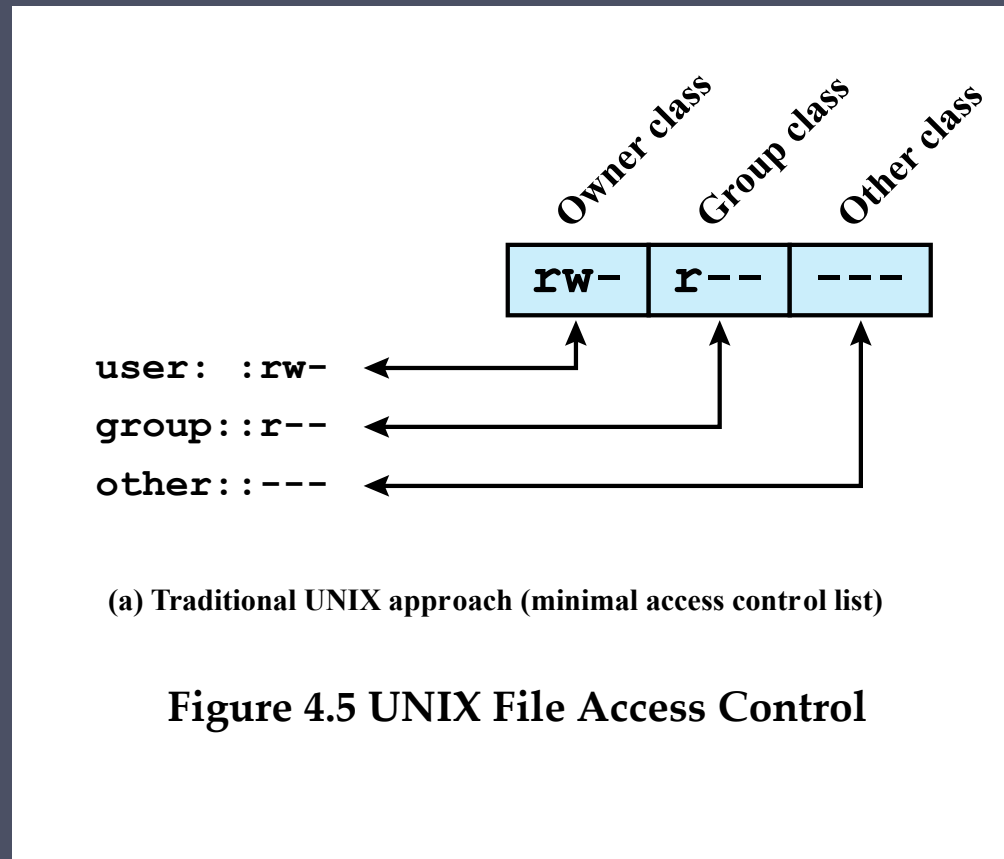 Owner class
Group class
Other class
rw-
r--
---
user: :rw-
group::r--
other::---
(a) Traditional UNIX approach (minimal access control list)
Figure 4.5 UNIX File Access Control